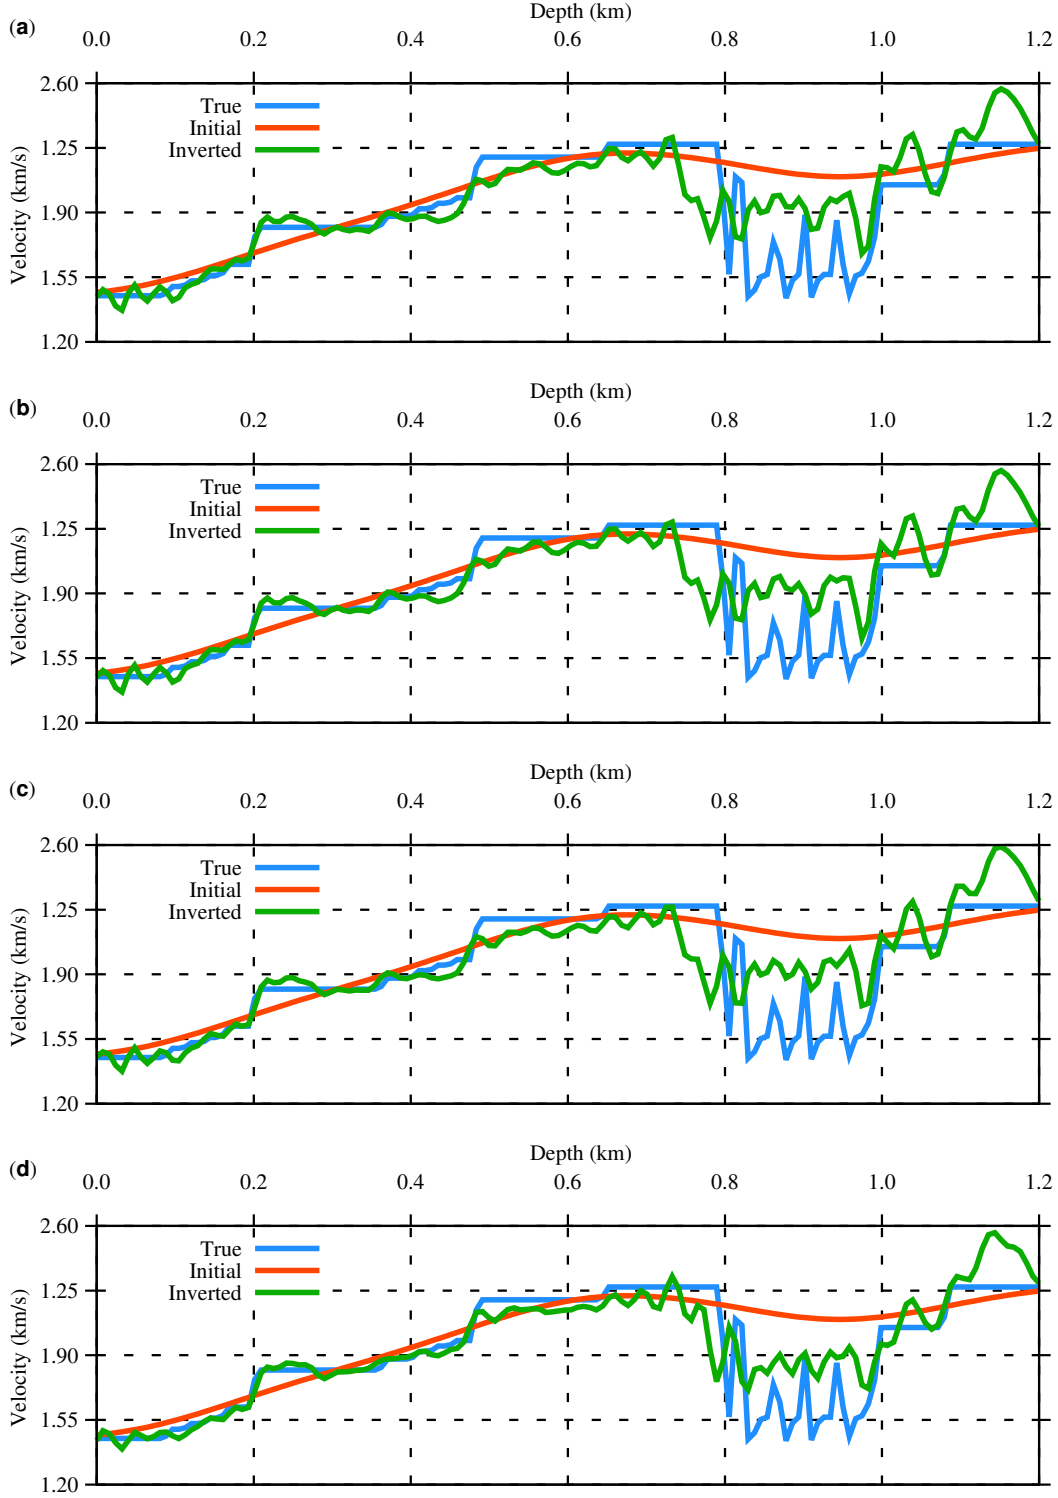 Depth (km)
(a)
0.0 0.2 0.4 0.6 0.8 1.0 1.2
2.60
True
Initial
1.25
Inverted
1.90
1.55
1.20
Velocity (km/s)
Depth (km)
(b)
0.0 0.2 0.4 0.6 0.8 1.0 1.2
2.60
True
Initial
1.25
Inverted
1.90
1.55
1.20
Velocity (km/s)
Depth (km)
(c)
0.0 0.2 0.4 0.6 0.8 1.0 1.2
2.60
True
Initial
1.25
Inverted
1.90
1.55
1.20
Velocity (km/s)
Depth (km)
(d)
0.0 0.2 0.4 0.6 0.8 1.0 1.2
2.60
True
Initial
1.25
Inverted
1.90
1.55
1.20
Velocity (km/s)